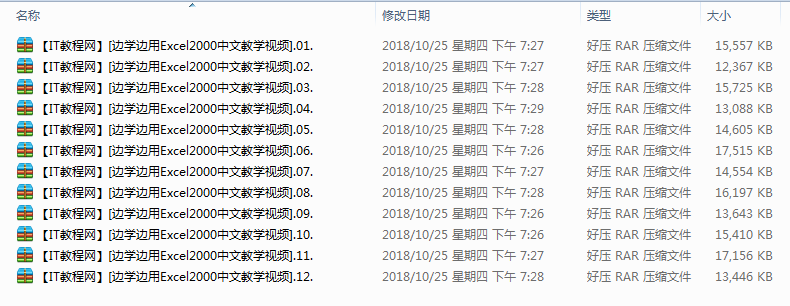 名称 修改日期 类型 大小
【IT教程网】[边学边用Excel2000中文教学视频].01. 2018/10/25 星期四 下午 7:27 好压 RAR 压缩文件 15,557 KB
【IT教程网】[边学边用Excel2000中文教学视频].02. 2018/10/25 星期四 下午 7:27 好压 RAR 压缩文件 12,367 KB
【IT教程网】[边学边用Excel2000中文教学视频].03. 2018/10/25 星期四 下午 7:28 好压 RAR 压缩文件 15,725 KB
【IT教程网】[边学边用Excel2000中文教学视频].04. 2018/10/25 星期四 下午 7:29 好压 RAR 压缩文件 13,088 KB
【IT教程网】[边学边用Excel2000中文教学视频].05. 2018/10/25 星期四 下午 7:28 好压 RAR 压缩文件 14,605 KB
【IT教程网】[边学边用Excel2000中文教学视频].06. 2018/10/25 星期四 下午 7:26 好压 RAR 压缩文件 17,515 KB
【IT教程网】[边学边用Excel2000中文教学视频].07. 2018/10/25 星期四 下午 7:27 好压 RAR 压缩文件 14,554 KB
【IT教程网】[边学边用Excel2000中文教学视频].08. 2018/10/25 星期四 下午 7:28 好压 RAR 压缩文件 16,197 KB
【IT教程网】[边学边用Excel2000中文教学视频].09. 2018/10/25 星期四 下午 7:26 好压 RAR 压缩文件 13,643 KB
【IT教程网】[边学边用Excel2000中文教学视频].10. 2018/10/25 星期四 下午 7:26 好压 RAR 压缩文件 15,410 KB
【IT教程网】[边学边用Excel2000中文教学视频].11. 2018/10/25 星期四 下午 7:27 好压 RAR 压缩文件 17,156 KB
【IT教程网】[边学边用Excel2000中文教学视频].12. 2018/10/25 星期四 下午 7:28 好压 RAR 压缩文件 13,446 KB